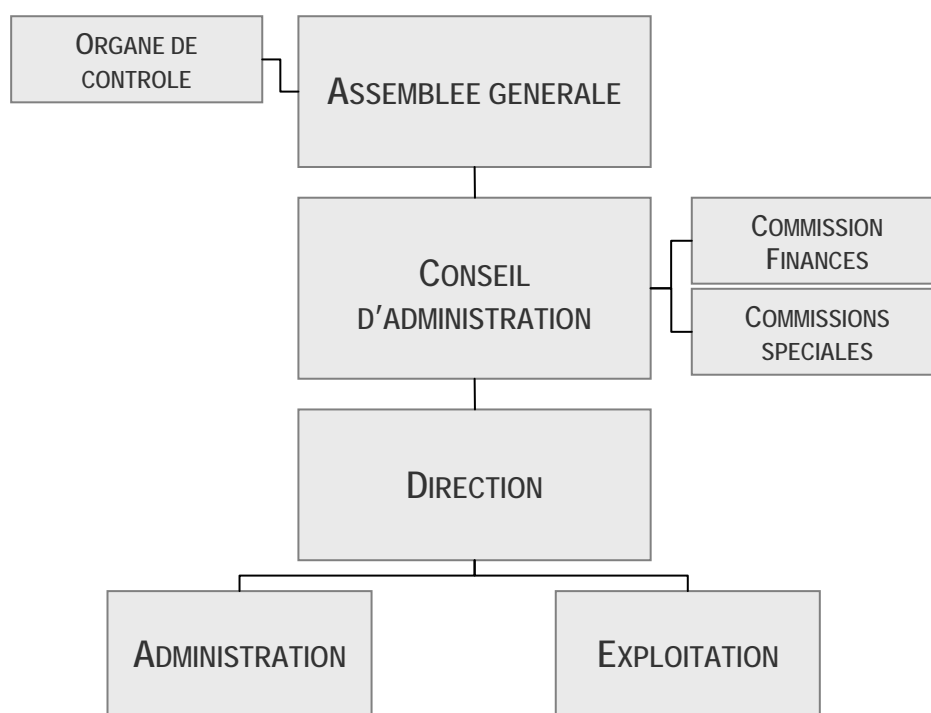 ORGANE DE
CONTROLE
ASSEMBLEE GENERALE
CONSEIL
D'ADMINISTRATION
COMMISSION
FINANCES
COMMISSIONS
SPECIALES
DIRECTION
ADMINISTRATION
EXPLOITATION